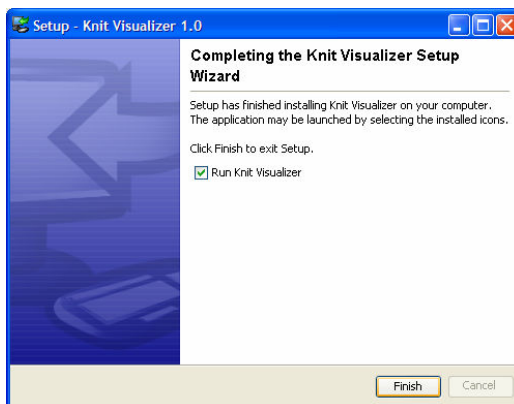 Setup - Knit Visualizer 1.0
Completing the Knit Visualizer Setup
Wizard
Setup has finished installing Knit Visualizer on your computer.
The application may be launched by selecting the installed icons.
Click Finish to exit Setup.
Run Knit Visualizer
Finish
Cancel